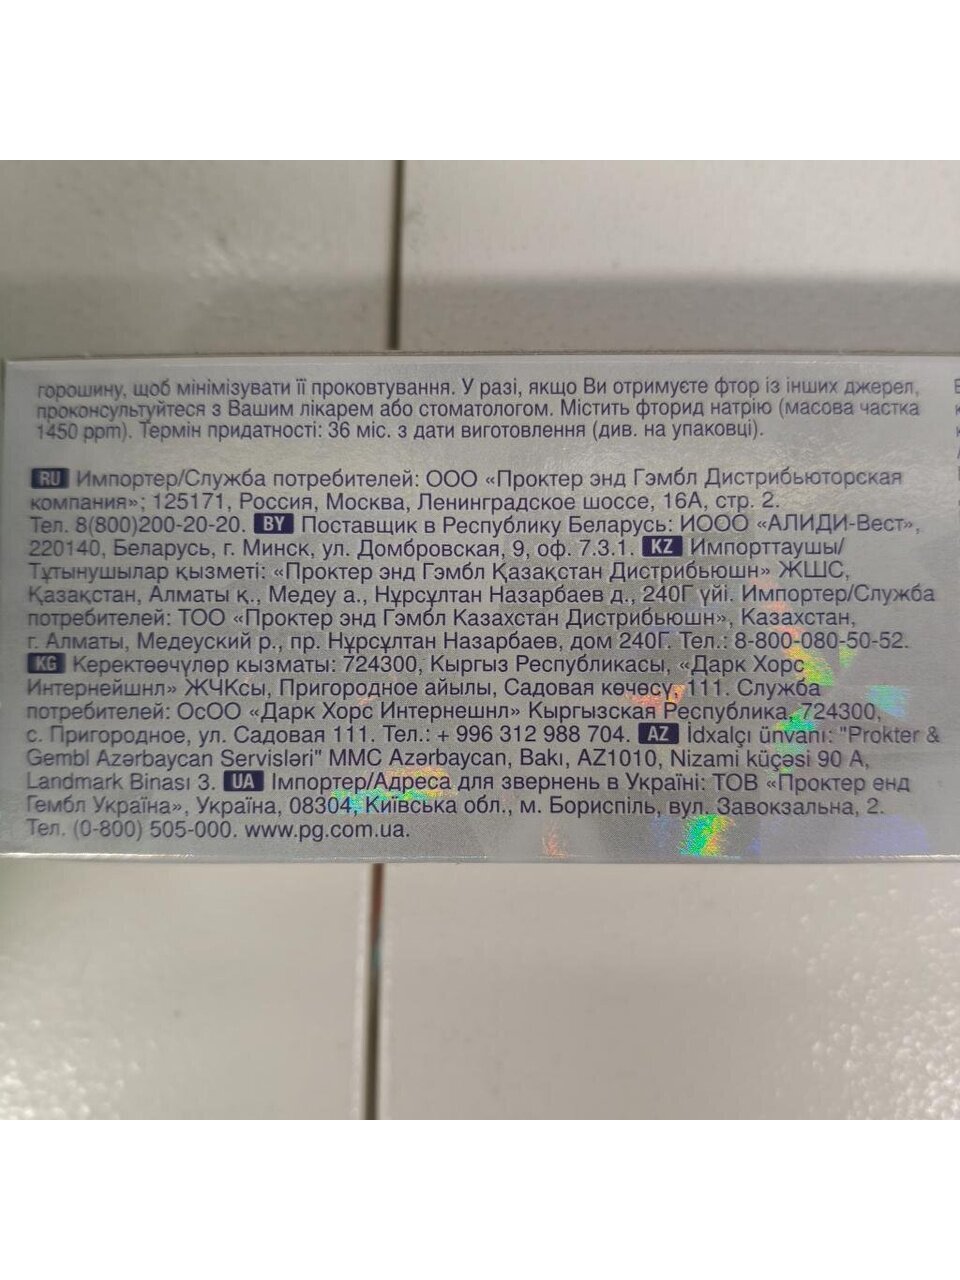 горошину, щоб мінімізувати її проковтування. У разі, якщо Ви отримуєте фтор із інших джерел,
проконсультуйтеся з Вашим лікарем або стоматологом. Містить фторид натрію (масова частка
1450 ppm). Термін придатності: 36 міс. з дати виготовлення (див. на упаковці).
RU Импортер/Служба потребителей: ООО «Проктер энд Гэмбл Дистрибьюторская
компания»; 125171, Россия, Москва, Ленинградское шоссе, 16А, стр. 2.
Тел. 8(800)200-20-20. BY Поставщик в Республику Беларусь: ИООО «АЛИДИ-Вест»,
220140, Беларусь, г. Минск, ул. Домбровская, 9, оф. 7.3.1. KZ Импорттаушы/
Тұтынушылар қызметі: «Проктер энд Гэмбл Қазақстан Дистрибьюшн» ЖШС,
Қазақстан, Алматы қ., Медеу а., Нұрсұлтан Назарбаев д., 240Г үйі. Импортер/Служба
потребителей: ТОО «Проктер энд Гэмбл Казахстан Дистрибьюшн», Казахстан,
г. Алматы, Медеуский р., пр. Нұрсұлтан Назарбаев, дом 240Г. Тел.: 8-800-080-50-52.
KG Керектөөчүлөр кызматы: 724300, Кыргыз Республикасы, «Дарк Хорс
Интернейшнл» ЖЧКсы, Пригородное айылы, Садовая көчөсү, 111. Служба
потребителей: ОсОО «Дарк Хорс Интернешнл» Кыргызская Республика, 724300,
с. Пригородное, ул. Садовая 111. Тел.: + 996 312 988 704. AZ İdxalçı ünvanı: "Prokter &
Gembl Azərbaycan Servisləri" MMC Azərbaycan, Bakı, AZ1010, Nizami küçəsi 90 A,
Landmark Binası 3. UA Імпортер/Адреса для звернень в Україні: ТОВ «Проктер енд
Гембл Україна», Україна, 08304, Київська обл., м. Бориспіль, вул. Завокзальна, 2.
Тел. (0-800) 505-000. www.pg.com.ua.